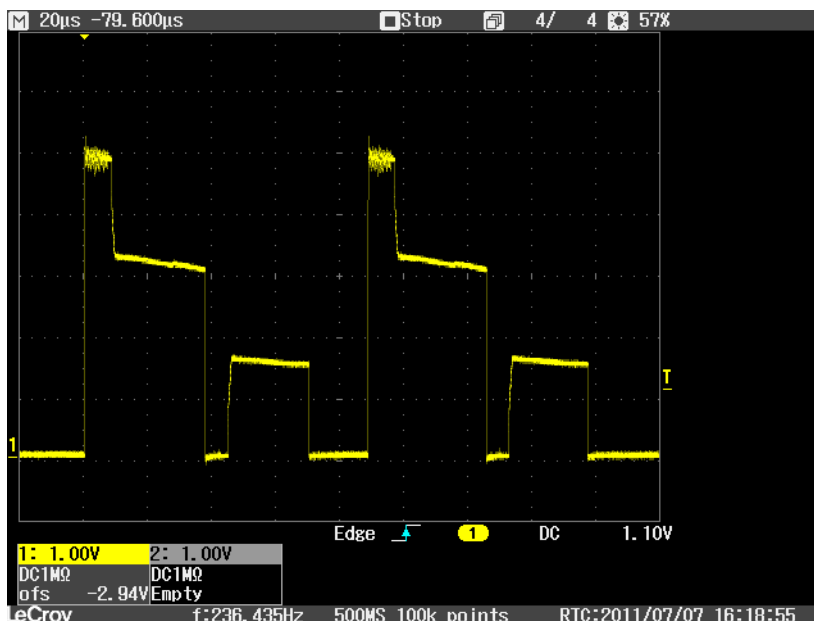 M 20µs -79.600µs Stop 4/ 4 57%
T
1
Edge 1 DC 1.10V
1: 1.00V 2: 1.00V
DC1MΩ DC1MΩ
ofs -2.94V Empty
LeCroy f:236.435Hz 500MS 100k points RTC:2011/07/07 16:18:55